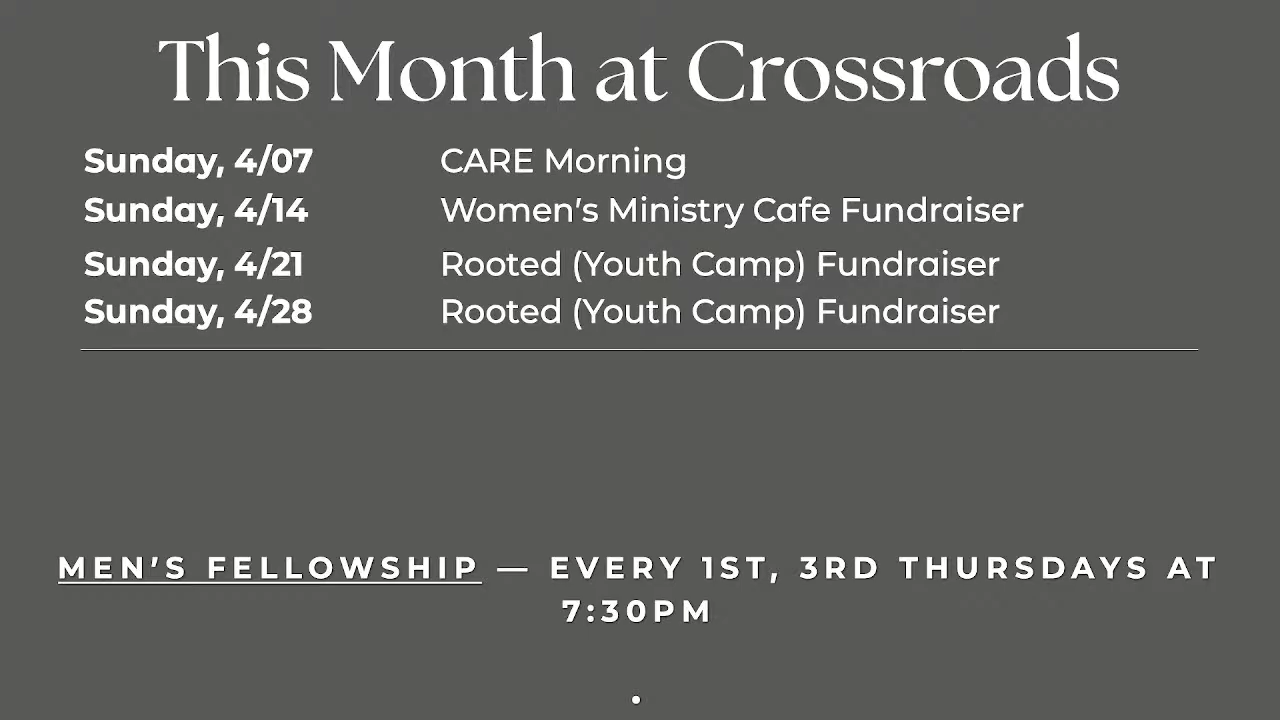 This Month at Crossroads
Sunday, 4/07 CARE Morning
Sunday, 4/14 Women's Ministry Cafe Fundraiser
Sunday, 4/21 Rooted (Youth Camp) Fundraiser
Sunday, 4/28 Rooted (Youth Camp) Fundraiser
MEN'S FELLOWSHIP — EVERY 1ST, 3RD THURSDAYS AT
7:30PM